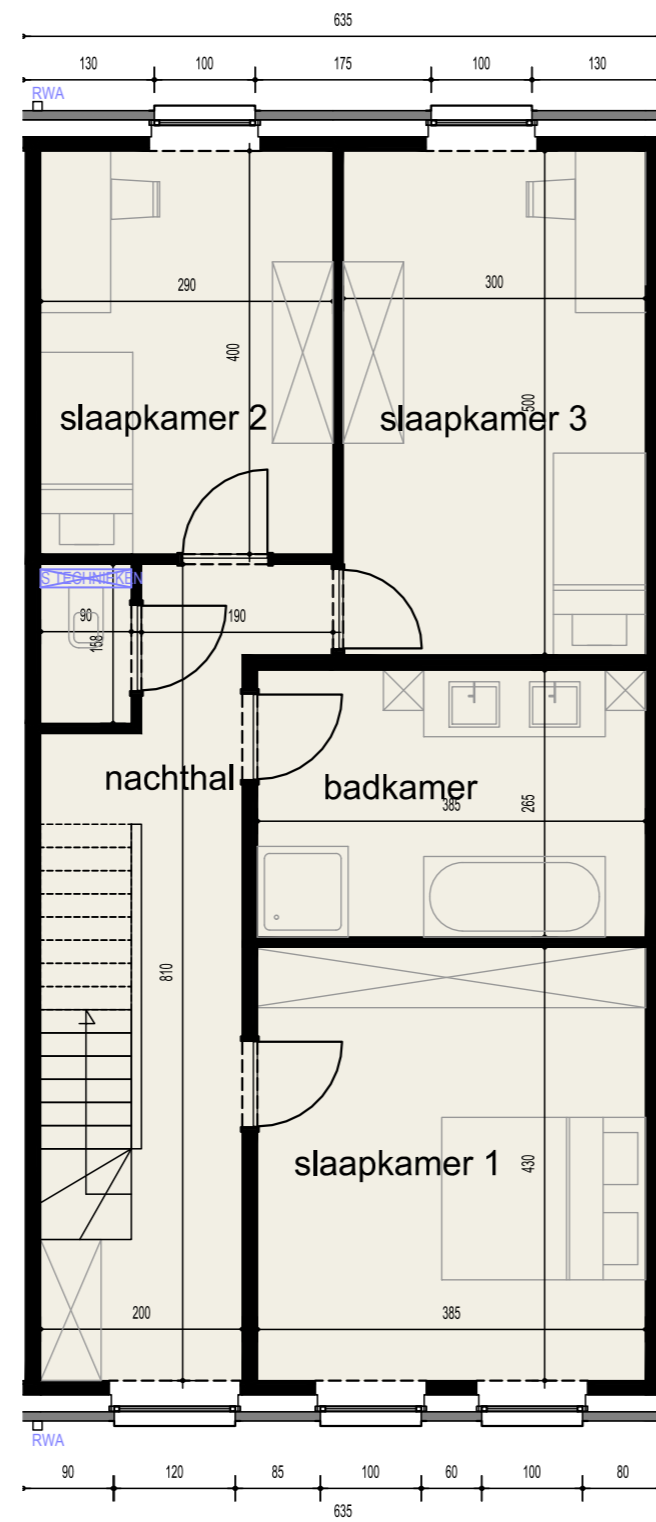 635
130 100 175 100 130
RWA
290 300
400
500
slaapkamer 2 slaapkamer 3
S TECHNIEKEN
90 190
158
nachthal badkamer
385 265
810
slaapkamer 1 430
200 385
RWA
90 120 85 100 60 100 80
635